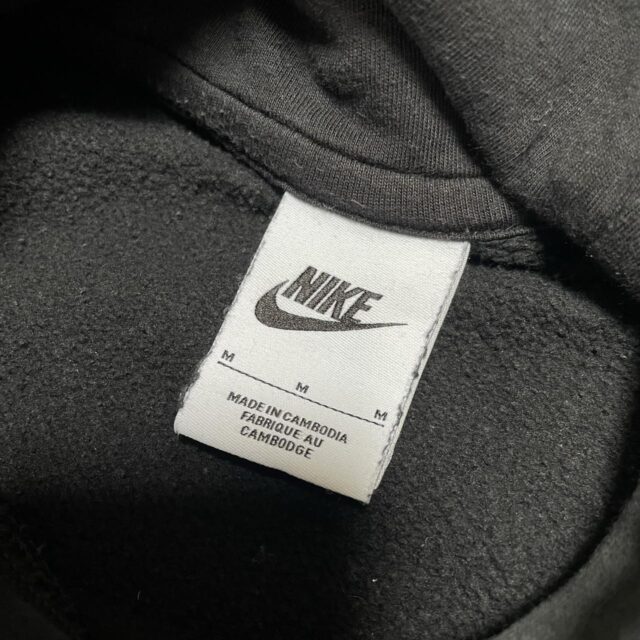 NIKE
M M M
MADE IN CAMBODIA
FABRIQUE AU
CAMBODGE